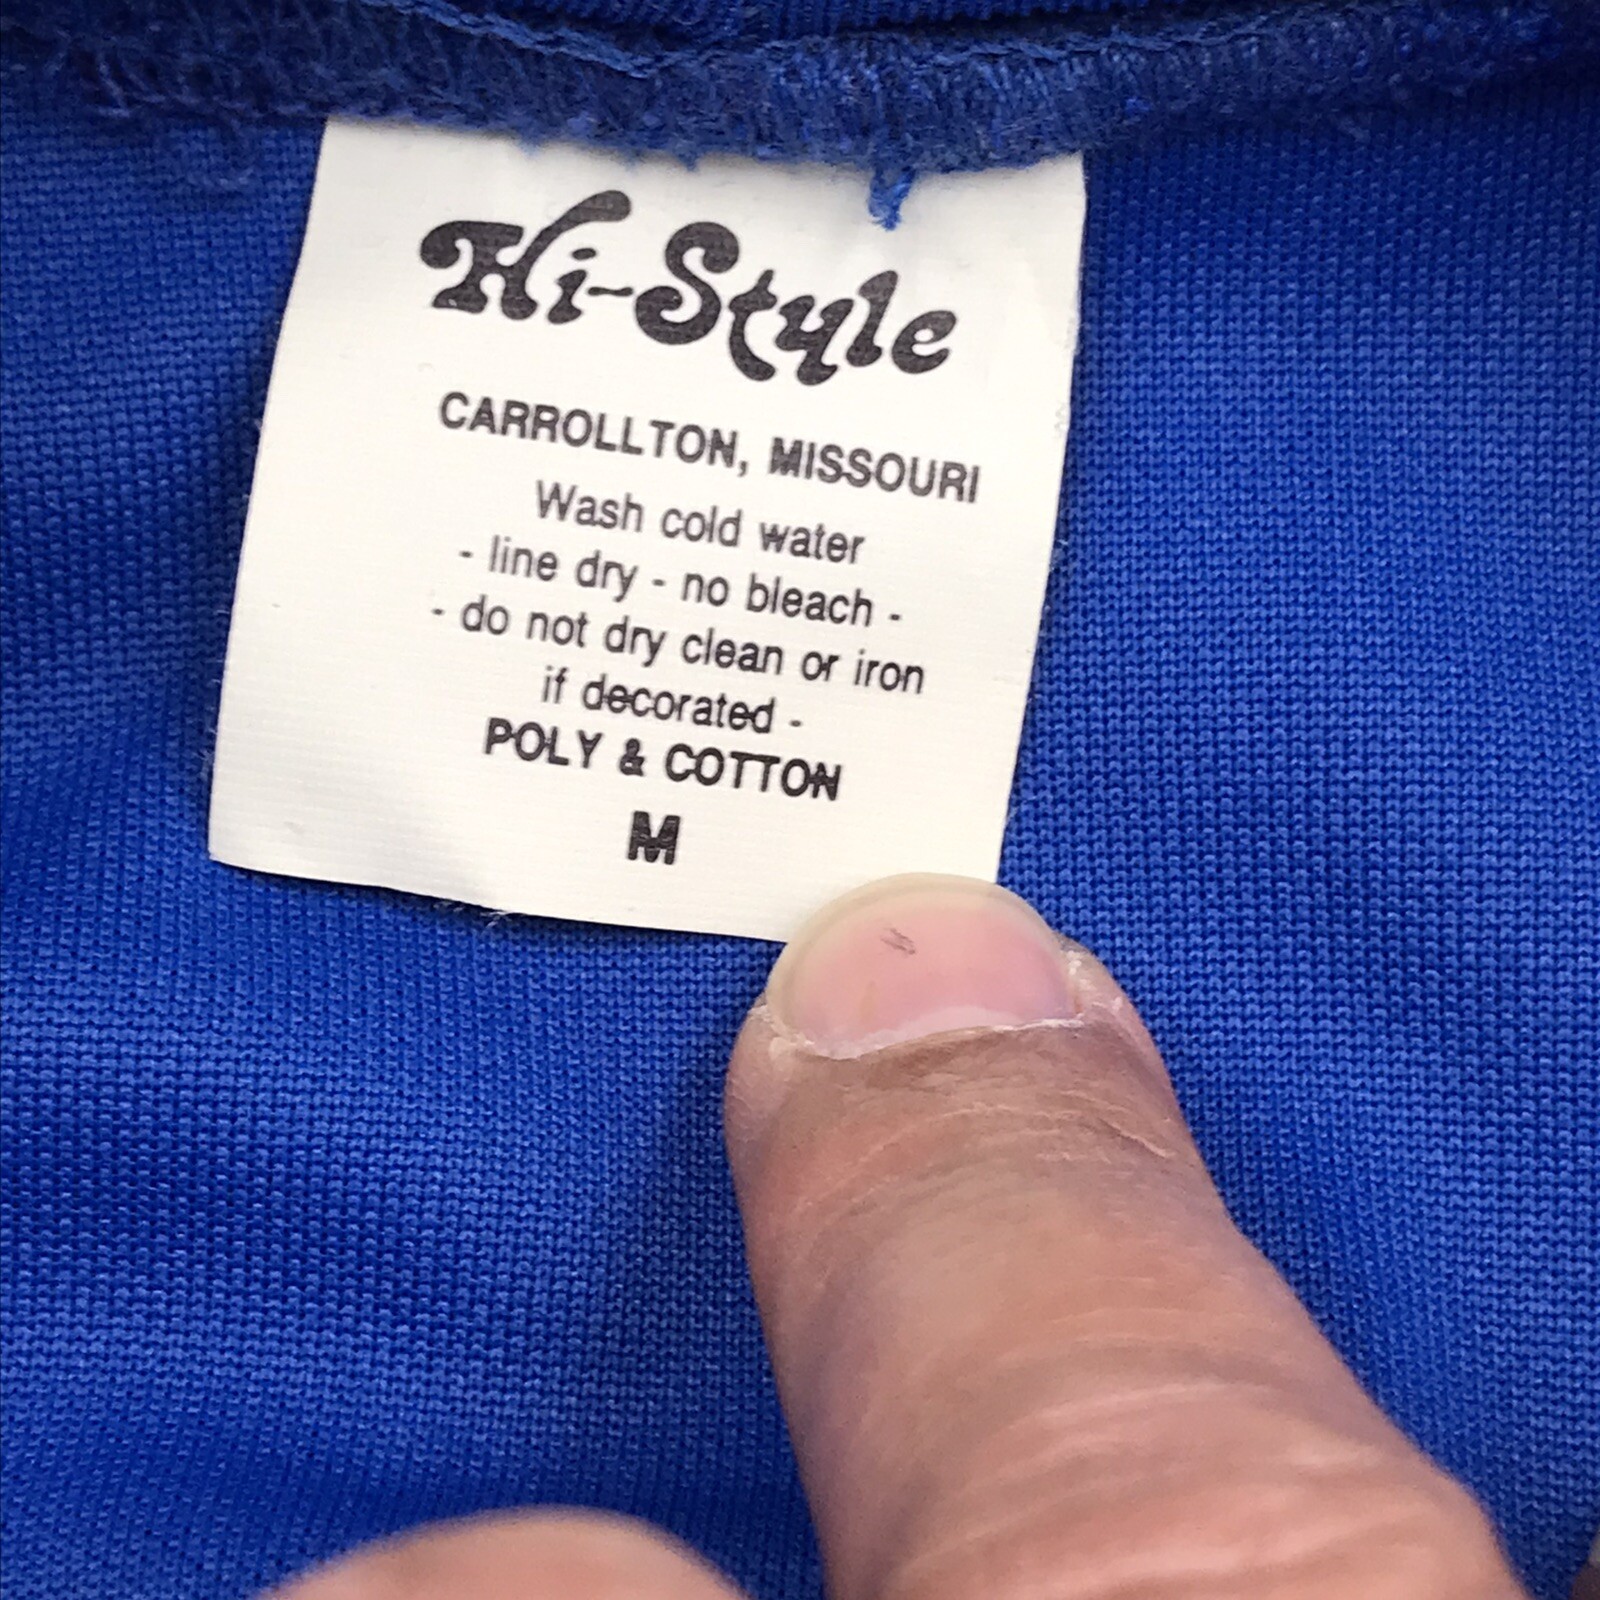 Hi-Style
CARROLLTON, MISSOURI
Wash cold water
- line dry - no bleach -
- do not dry clean or iron
if decorated -
POLY & COTTON
M